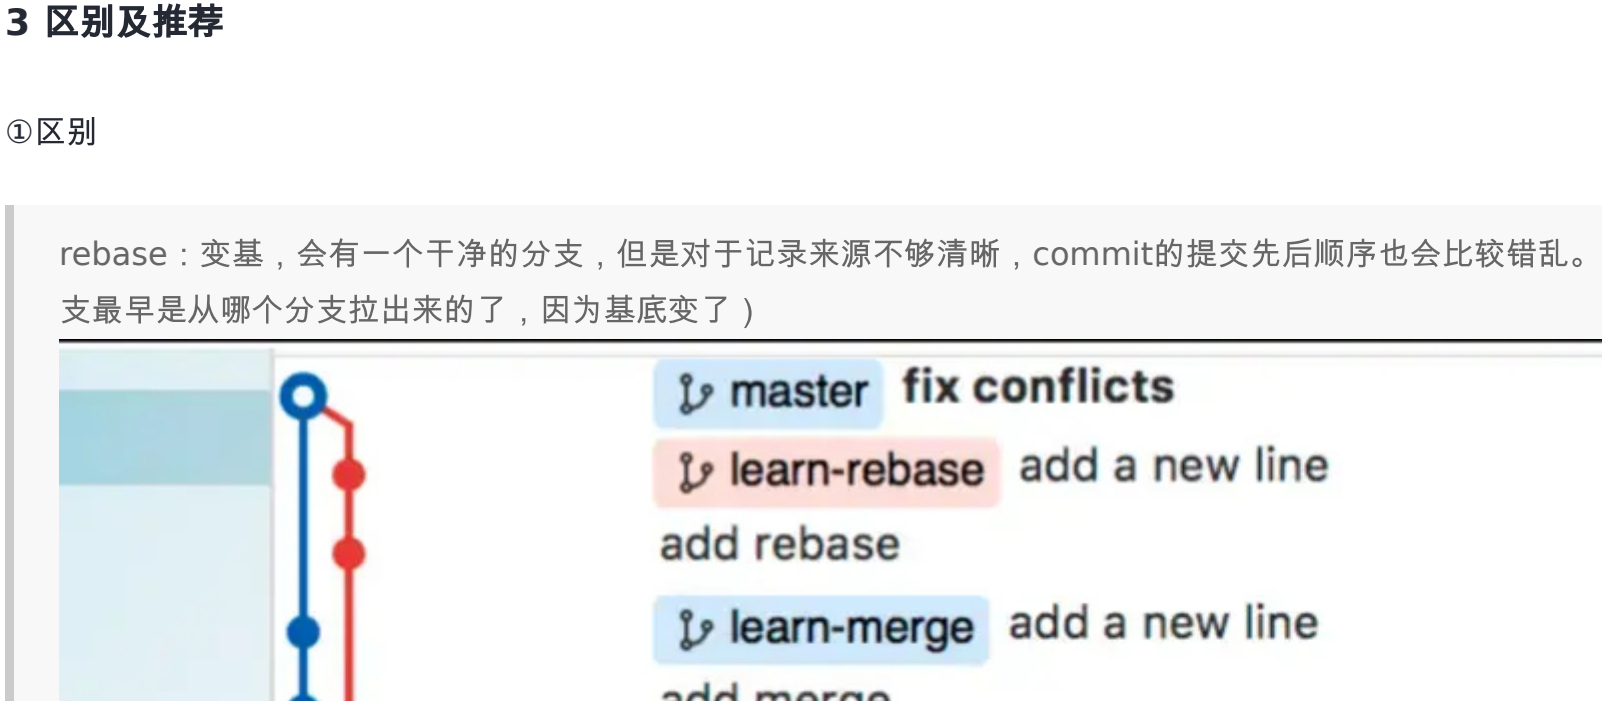 3 区别及推荐
①区别
rebase：变基，会有一个干净的分支，但是对于记录来源不够清晰，commit的提交先后顺序也会比较错乱。
支最早是从哪个分支拉出来的了，因为基底变了）
master fix conflicts
learn-rebase add a new line
add rebase
learn-merge add a new line
add merge